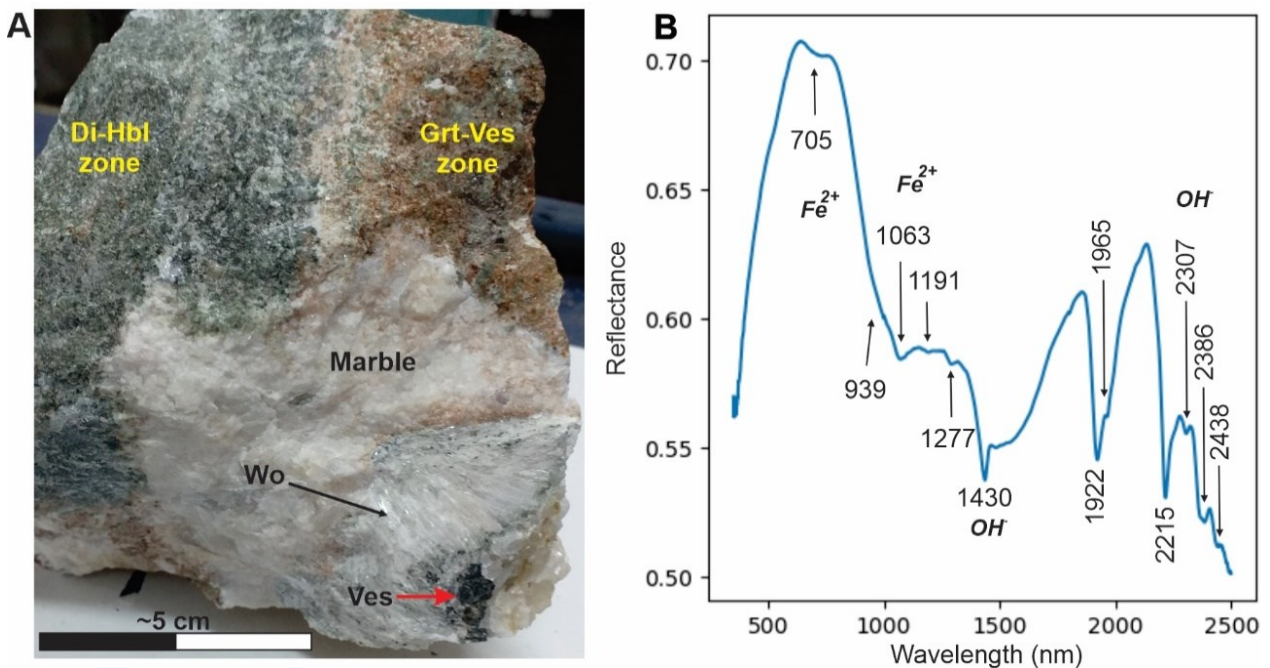 A
Di-Hbl
zone
Grt-Ves
zone
Marble
Wo
Ves
~5 cm
B
0.70
0.65
0.60
0.55
0.50
Reflectance
500
1000
1500
2000
2500
Wavelength (nm)
705
Fe2+
Fe2+
939
1063
1191
1277
1430
OH-
1922
1965
2215
OH-
2307
2386
2438